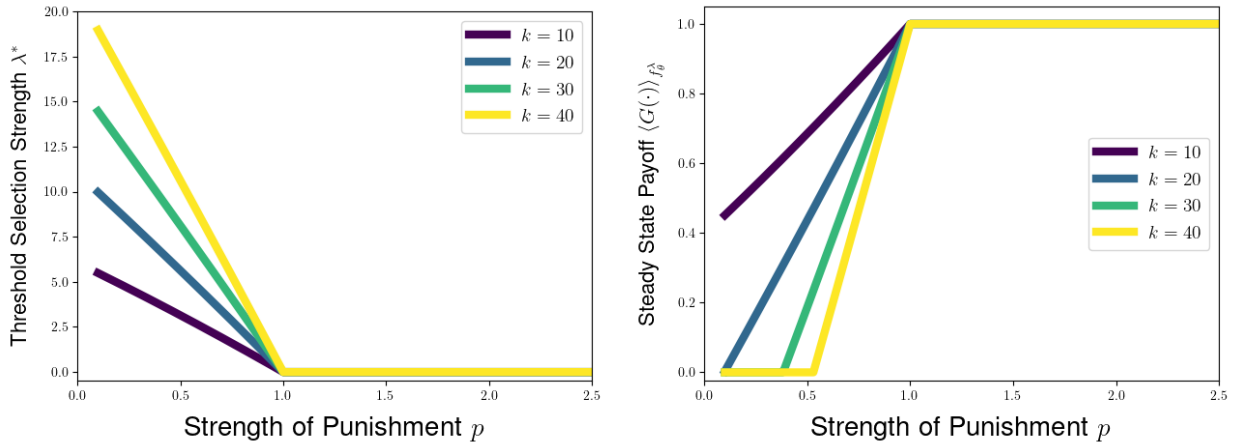 Threshold Selection Strength λ*
20.0
17.5
15.0
12.5
10.0
7.5
5.0
2.5
0.0
0.0
0.5
1.0
1.5
2.0
2.5
Strength of Punishment p
k = 10
k = 20
k = 30
k = 40
Steady State Payoff ⟨G(·)⟩_{f_θ^λ}
1.0
0.8
0.6
0.4
0.2
0.0
0.0
0.5
1.0
1.5
2.0
2.5
Strength of Punishment p
k = 10
k = 20
k = 30
k = 40